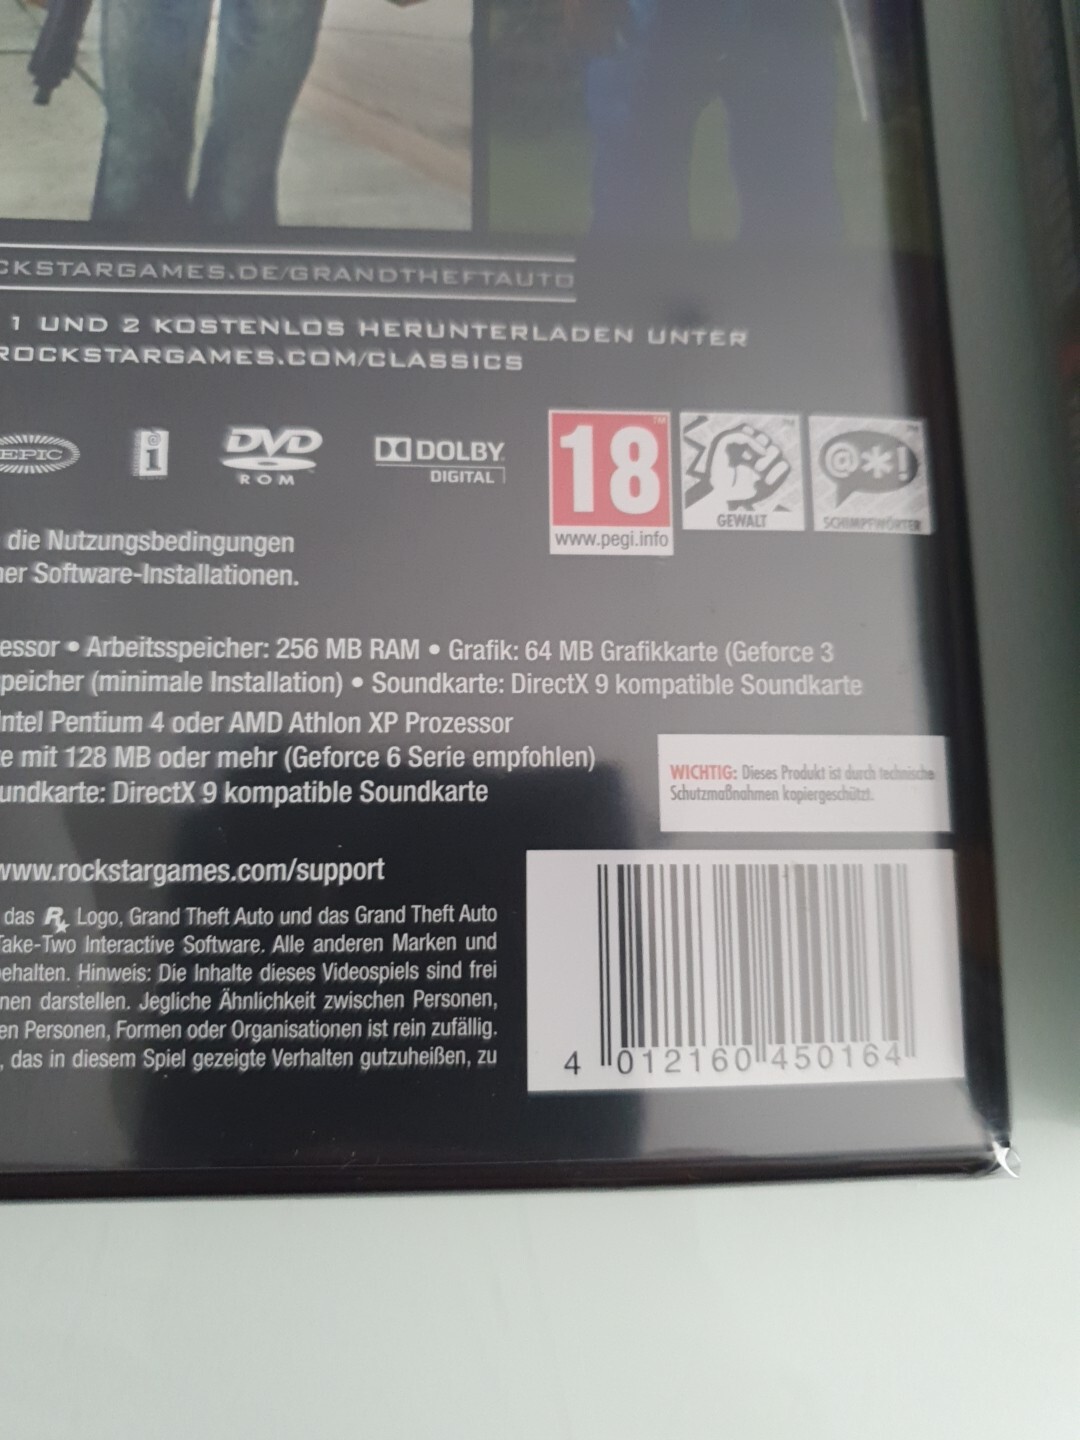 CKSTARGAMES.DE/GRANDTHEFTAUTO
1 UND 2 KOSTENLOS HERUNTERLADEN UNTER
ROCKSTARGAMES.COM/CLASSICS
EPIC
i
DVD
ROM
DOLBY
DIGITAL
18
www.pegi.info
GEWALT
@*!
SCHIMPFWÖRTER
die Nutzungsbedingungen
ner Software-Installationen.
essor • Arbeitsspeicher: 256 MB RAM • Grafik: 64 MB Grafikkarte (Geforce 3
peicher (minimale Installation) • Soundkarte: DirectX 9 kompatible Soundkarte
Intel Pentium 4 oder AMD Athlon XP Prozessor
e mit 128 MB oder mehr (Geforce 6 Serie empfohlen)
undkarte: DirectX 9 kompatible Soundkarte
WICHTIG: Dieses Produkt ist durch technische
Schutzmaßnahmen kopiergeschützt.
www.rockstargames.com/support
das R Logo, Grand Theft Auto und das Grand Theft Auto
Take-Two Interactive Software. Alle anderen Marken und
behalten. Hinweis: Die Inhalte dieses Videospiels sind frei
nen darstellen. Jegliche Ähnlichkeit zwischen Personen,
en Personen, Formen oder Organisationen ist rein zufällig.
, das in diesem Spiel gezeigte Verhalten gutzuheißen, zu
4 012160 450164